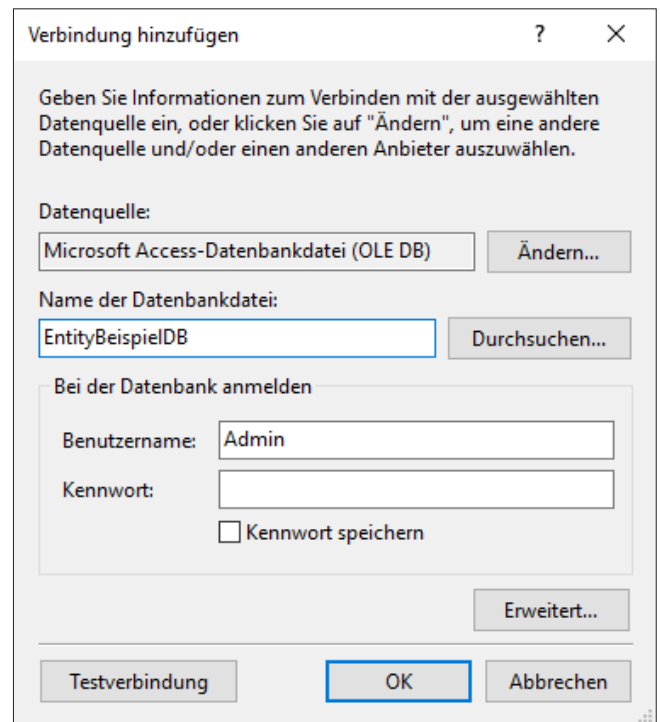 Verbindung hinzufügen ? ×
Geben Sie Informationen zum Verbinden mit der ausgewählten
Datenquelle ein, oder klicken Sie auf "Ändern", um eine andere
Datenquelle und/oder einen anderen Anbieter auszuwählen.
Datenquelle:
Microsoft Access-Datenbankdatei (OLE DB) Ändern...
Name der Datenbankdatei:
EntityBeispielDB Durchsuchen...
Bei der Datenbank anmelden
Benutzername: Admin
Kennwort:
Kennwort speichern
Erweitert...
Testverbindung OK Abbrechen